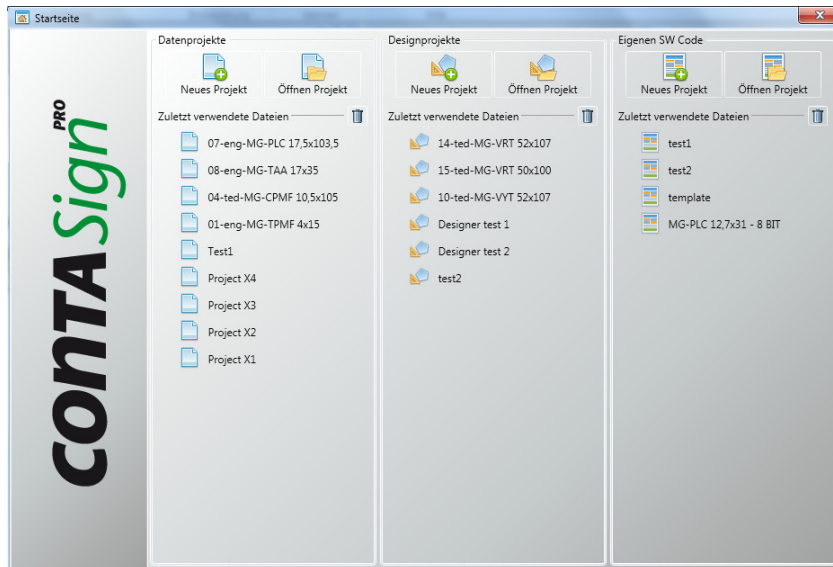 Startseite
CONTASign PRO
Datenprojekte
Neues Projekt
Öffnen Projekt
Zuletzt verwendete Dateien
07-eng-MG-PLC 17,5x103,5
08-eng-MG-TAA 17x35
04-ted-MG-CPMF 10,5x105
01-eng-MG-TPMF 4x15
Test1
Project X4
Project X3
Project X2
Project X1
Designprojekte
Neues Projekt
Öffnen Projekt
Zuletzt verwendete Dateien
14-ted-MG-VRT 52x107
15-ted-MG-VRT 50x100
10-ted-MG-VYT 52x107
Designer test 1
Designer test 2
test2
Eigenen SW Code
Neues Projekt
Öffnen Projekt
Zuletzt verwendete Dateien
test1
test2
template
MG-PLC 12,7x31 - 8 BIT